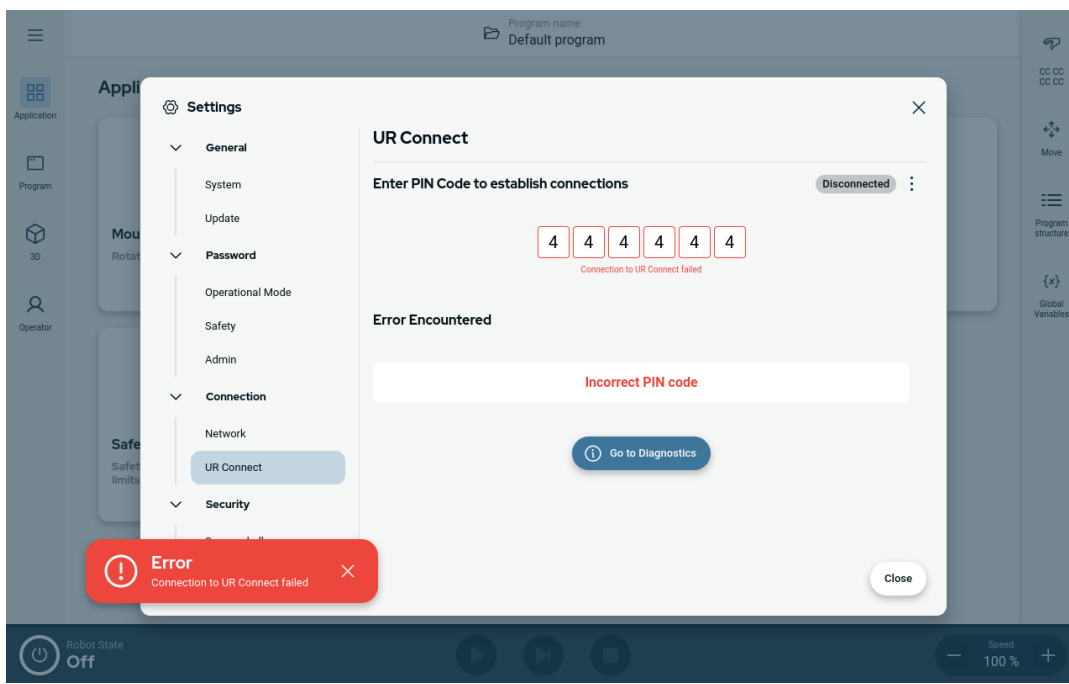 Program name
Default program
Appli
Application
Program
3D
Operator
Mou
Rotat
Safe
Safet
limits
Settings
General
System
Update
Password
Operational Mode
Safety
Admin
Connection
Network
UR Connect
Security
UR Connect
Enter PIN Code to establish connections
Disconnected
4 4 4 4 4 4
Connection to UR Connect failed
Error Encountered
Incorrect PIN code
Go to Diagnostics
Close
Error
Connection to UR Connect failed
CC CC
CC CC
Move
Program
structure
{x}
Global
Variables
Robot State
Off
Speed
100 %